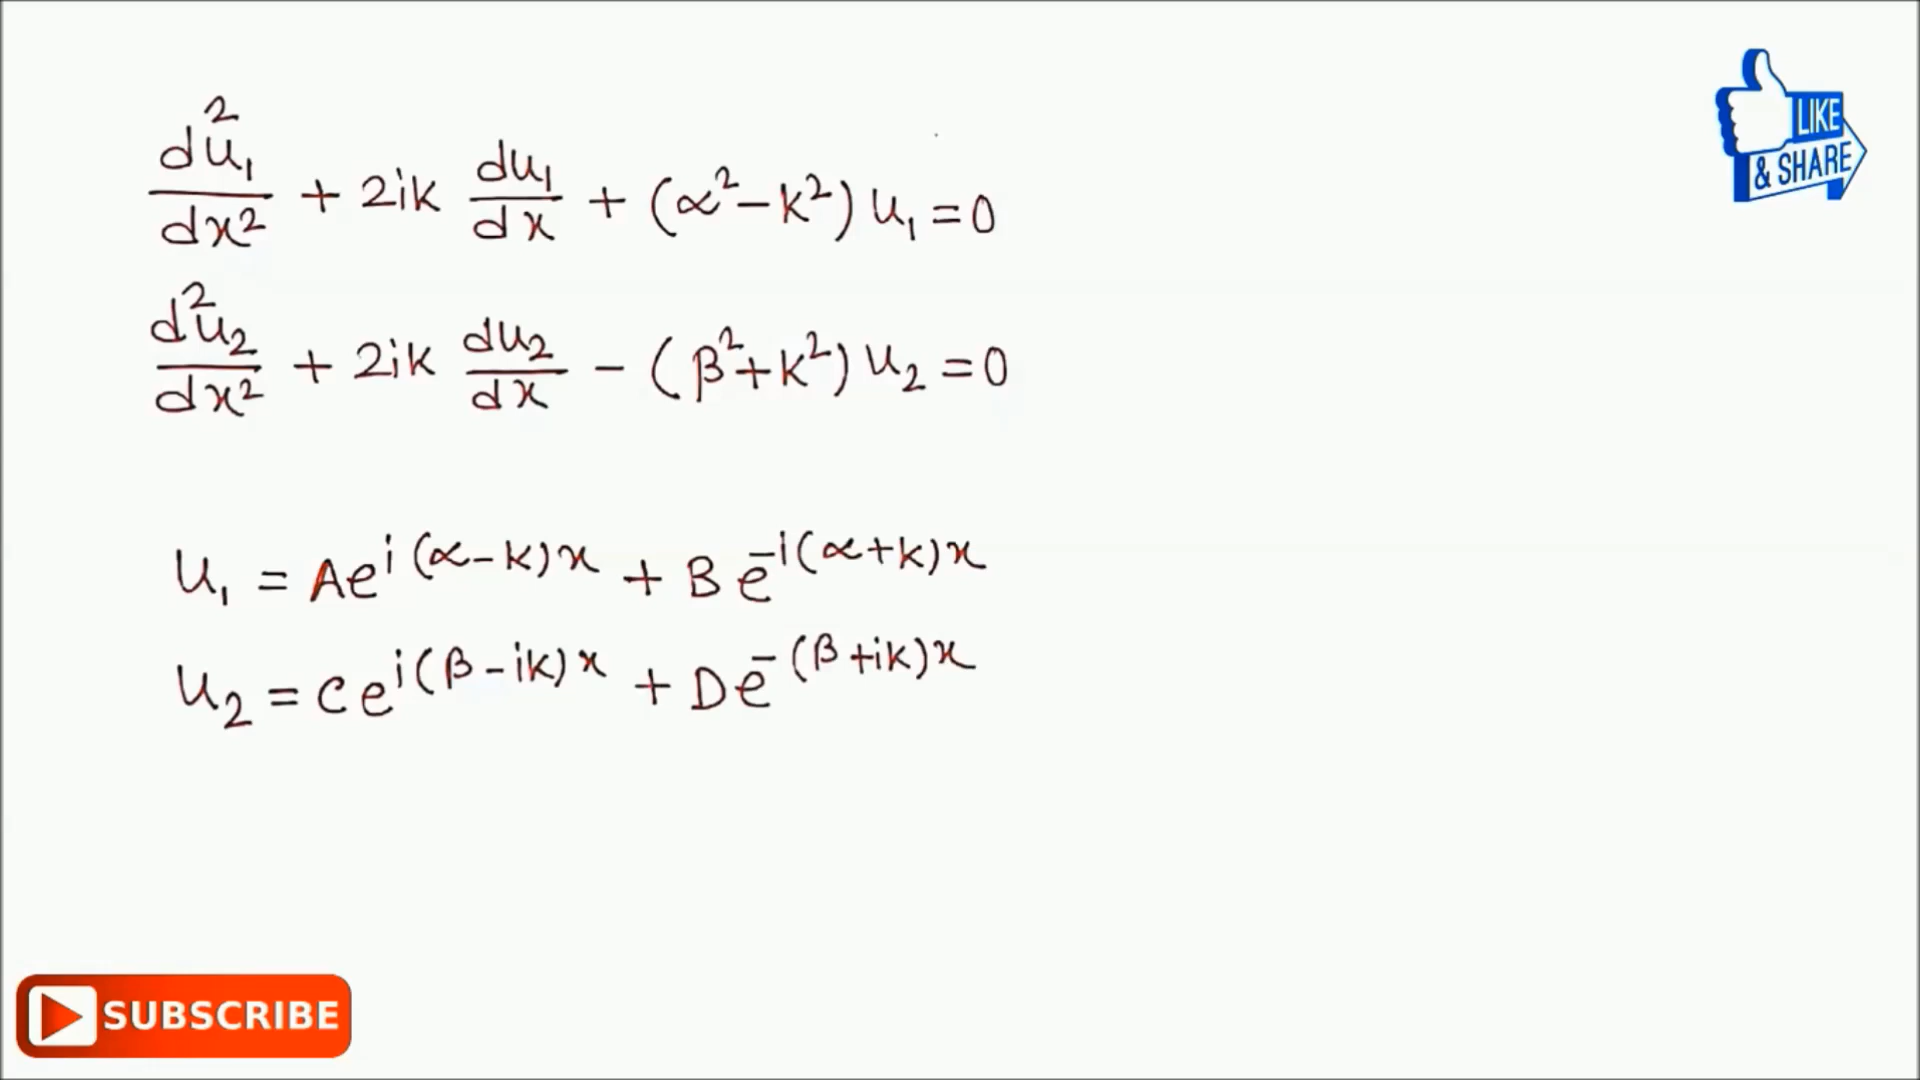 d²u₁/dx² + 2ik du₁/dx + (α² - k²) u₁ = 0
d²u₂/dx² + 2ik du₂/dx - (β² + k²) u₂ = 0
u₁ = Ae^{i(α-k)x} + Be^{-i(α+k)x}
u₂ = Ce^{i(β-ik)x} + De^{-(β+ik)x}
LIKE
& SHARE
SUBSCRIBE